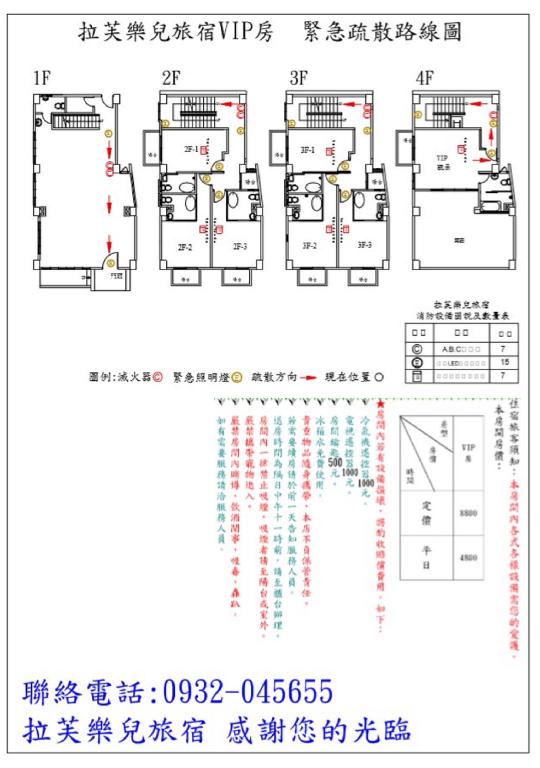 拉芙樂兒旅宿VIP房 緊急疏散路線圖
1F 2F 3F 4F
2F-1 3F-1 VIP
2F-2 2F-3 3F-2 3F-3
拉芙樂兒旅宿
消防設備圖說及數量表
Ⓒ A.B.C□□□ 7
Ⓔ □□LED□□□□□ 15
□□□□□□□□ 7
圖例:滅火器Ⓒ 緊急照明燈Ⓔ 疏散方向 現在位置○
住宿旅客須知:本房間內各式各樣設備需您的愛護。
本房間房價:
房型 房價 時間 VIP房
定價 8800
平日 4800
★房間內若有設備損壞,將酌收賠償費用,如下:
冷氣機遙控器1000元。
電視遙控器1000元。
房間鑰匙500元。
冰箱水免費使用。
貴重物品隨身攜帶,本店不負保管責任。
若需要續房請於前一天告知服務人員。
退房時間為隔日中午十一時前,請至櫃台辦理。
房間內一律禁止吸煙,吸煙者請至陽台或室外。
嚴禁攜帶寵物進入。
嚴禁房間內賭博,飲酒鬧事,吸毒,轟趴。
如有需要服務請洽服務人員。
聯絡電話:0932-045655
拉芙樂兒旅宿 感謝您的光臨